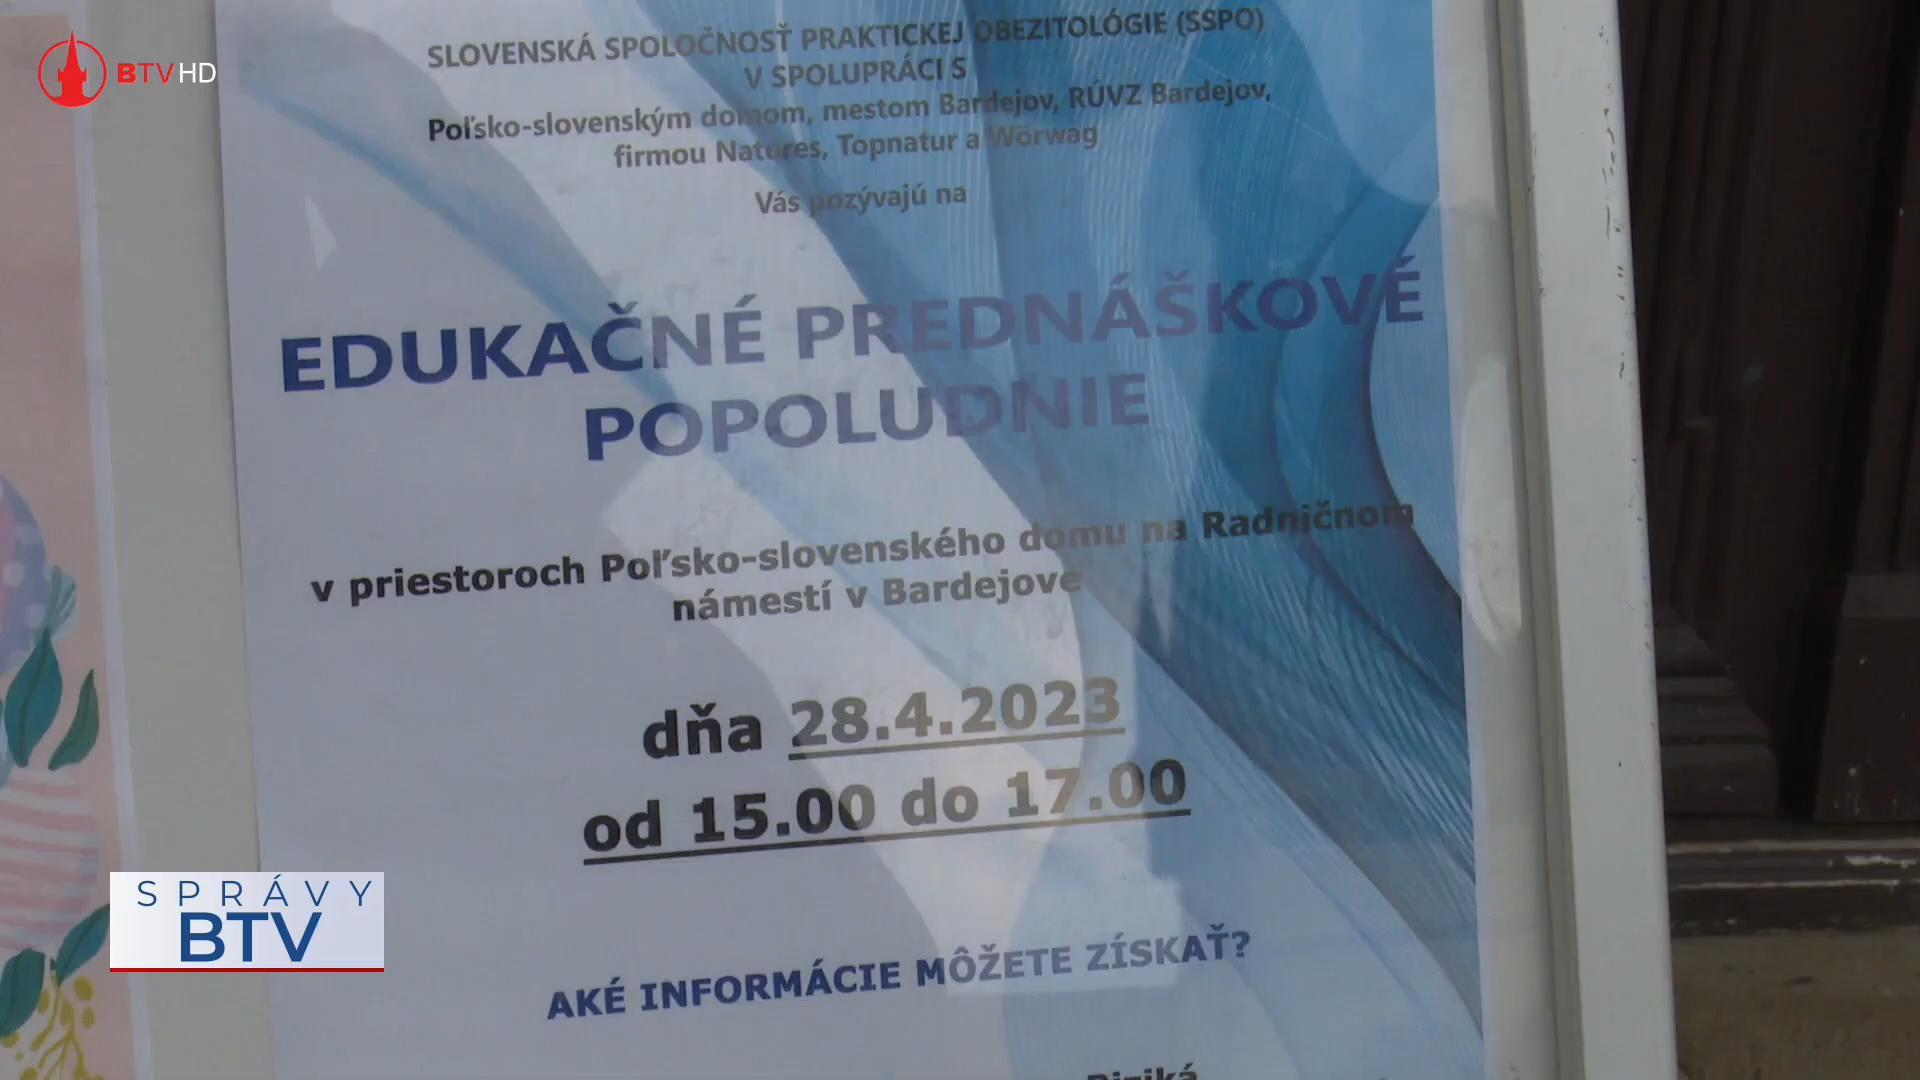 BTV HD
SLOVENSKÁ SPOLOČNOSŤ PRAKTICKEJ OBEZITOLÓGIE (SSPO)
V SPOLUPRÁCI S
Poľsko-slovenským domom, mestom Bardejov, RÚVZ Bardejov,
firmou Natures, Topnatur a Wörwag
Vás pozývajú na
EDUKAČNÉ PREDNÁŠKOVÉ
POPOLUDNIE
v priestoroch Poľsko-slovenského domu na Radničnom
námestí v Bardejove
dňa 28.4.2023
od 15.00 do 17.00
AKÉ INFORMÁCIE MÔŽETE ZÍSKAŤ?
SPRÁVY
BTV